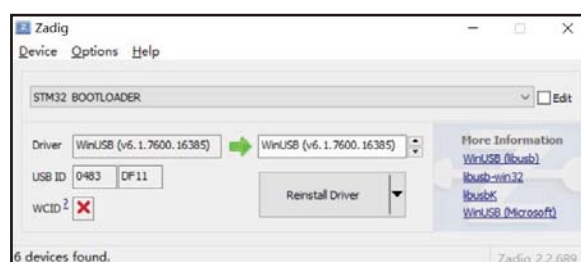 Zadig
Device Options Help
STM32 BOOTLOADER
Edit
Driver WinUSB (v6.1.7600.16385) WinUSB (v6.1.7600.16385)
More Information
WinUSB (libusb)
USB ID 0483 DF11
libusb-win32
Reinstall Driver
libusbK
WCID ?
WinUSB (Microsoft)
6 devices found.
Zadig 2.2.689